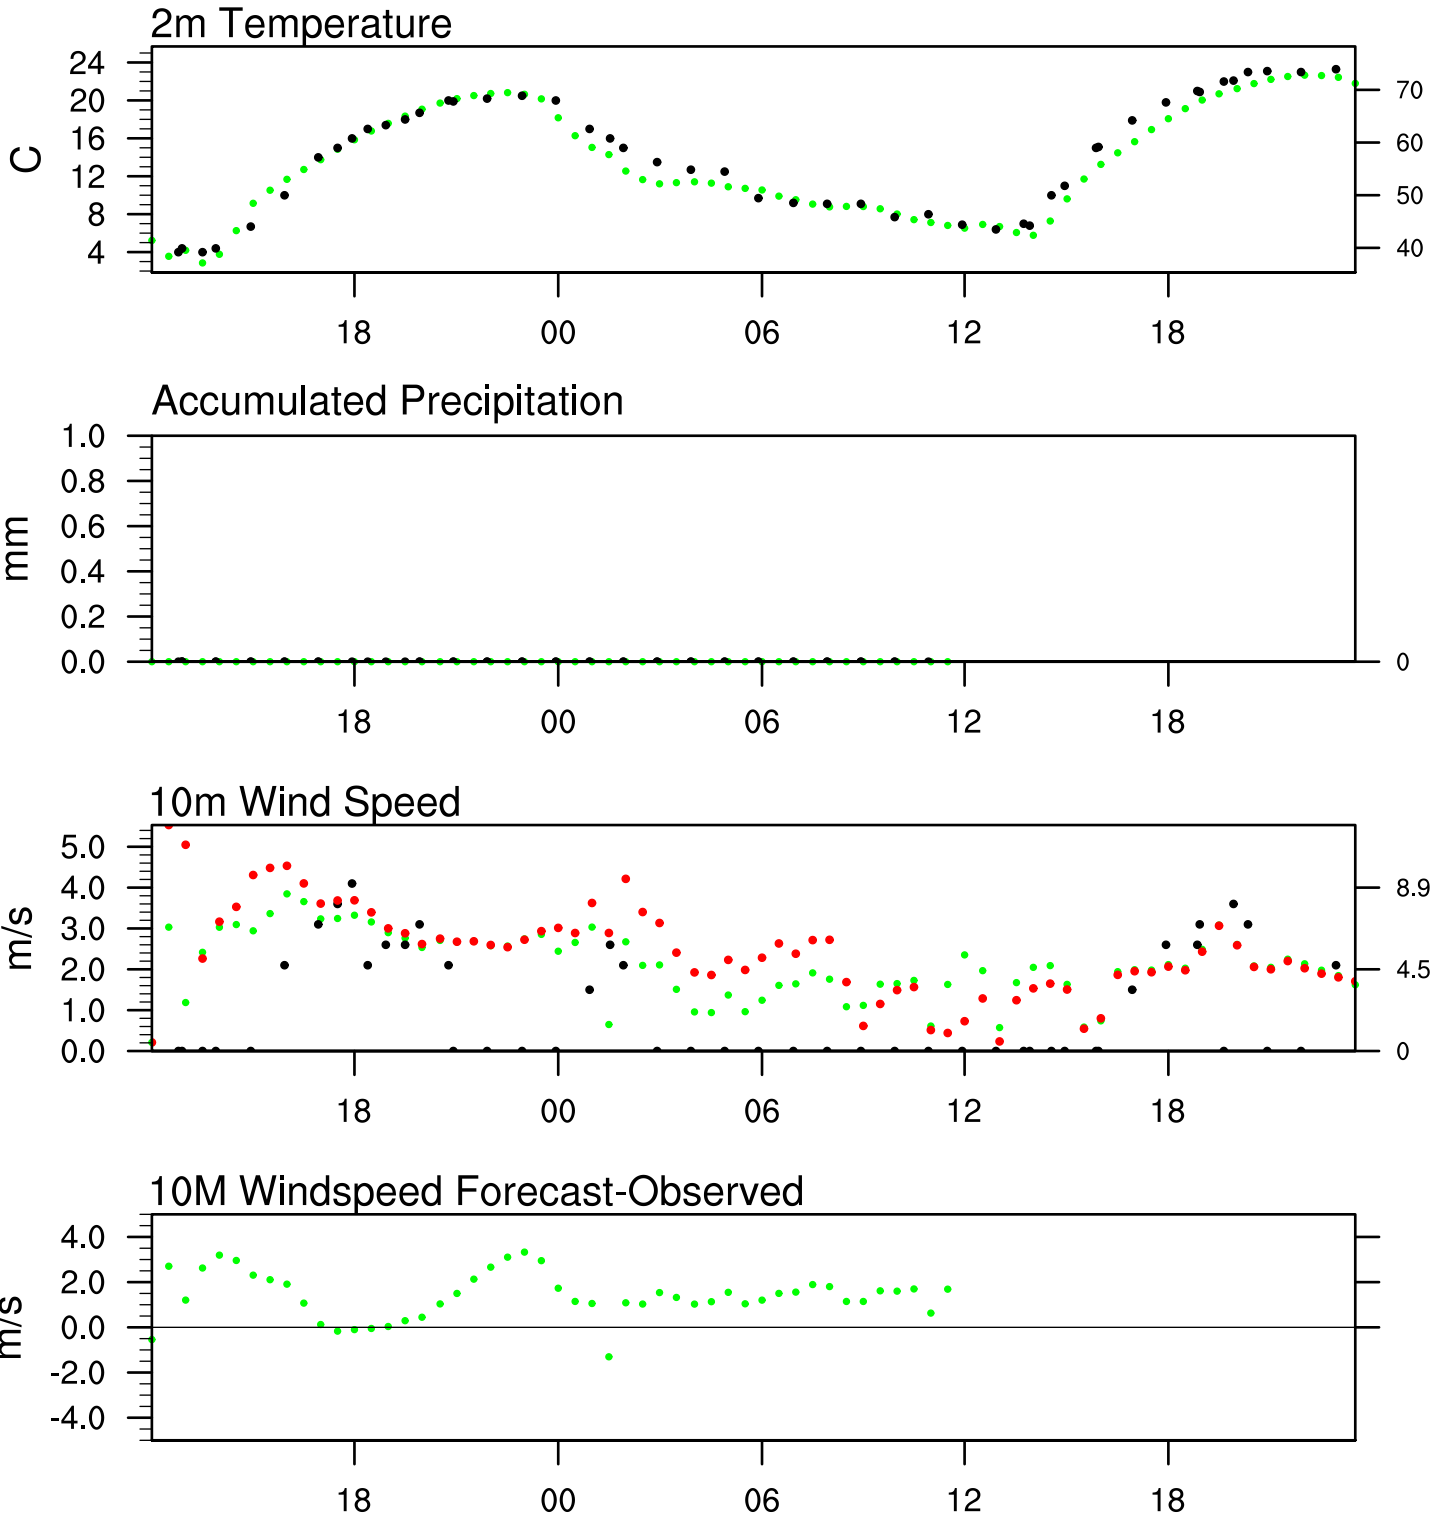 2m Temperature
24
20
16
12
8
4
C
70
60
50
40
18 00 06 12 18
Accumulated Precipitation
1.0
0.8
0.6
0.4
0.2
0.0
mm
0
18 00 06 12 18
10m Wind Speed
5.0
4.0
3.0
2.0
1.0
0.0
m/s
8.9
4.5
0
18 00 06 12 18
10M Windspeed Forecast-Observed
4.0
2.0
0.0
-2.0
-4.0
m/s
18 00 06 12 18